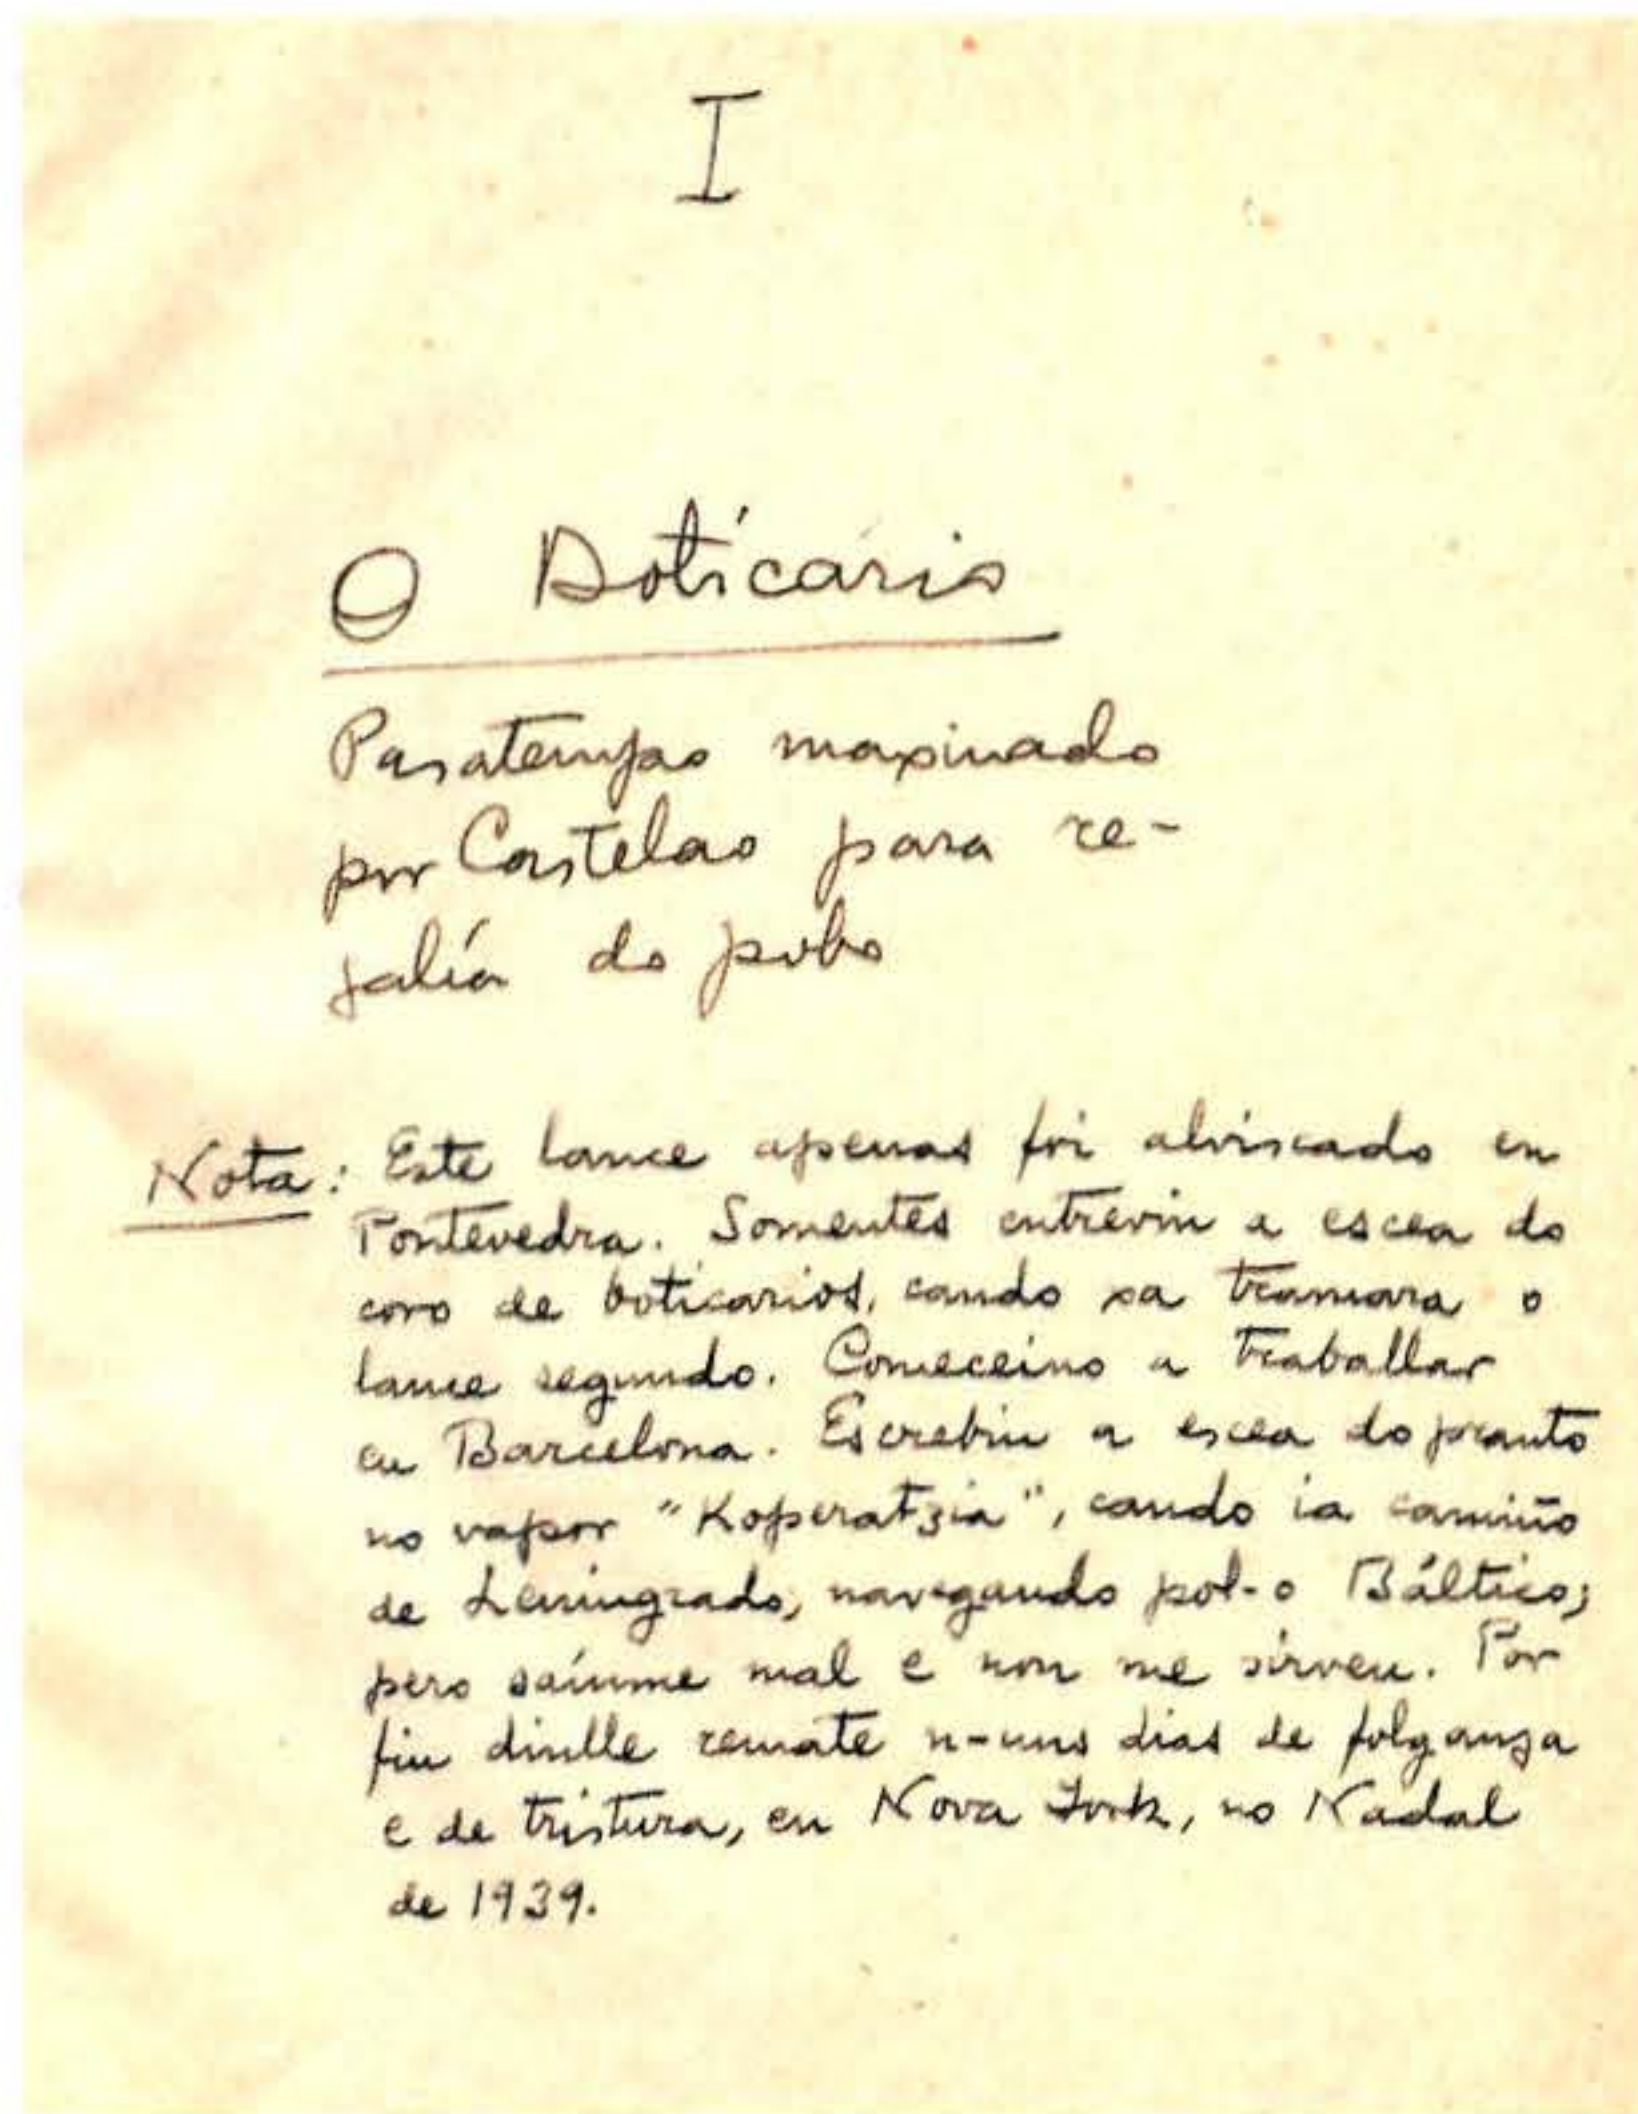 I
O Boticario
Pasatempo maxinado
por Castelao para re-
galía do pobo
Nota: Este lance apenas foi alviscado en
Pontevedra. Somentes entrevin a escea do
coro de boticarios, cando xa tramara o
lance segundo. Comeceino a traballar
en Barcelona. Escrebin a escea do pranto
no vapor "Koperatzia", cando ia camiño
de Leningrado, navegando pol-o Báltico;
pero saíume mal e non me sirveu. Por
fin dinlle remate n-uns dias de folganza
e de tristura, en Nova York, no Nadal
de 1939.